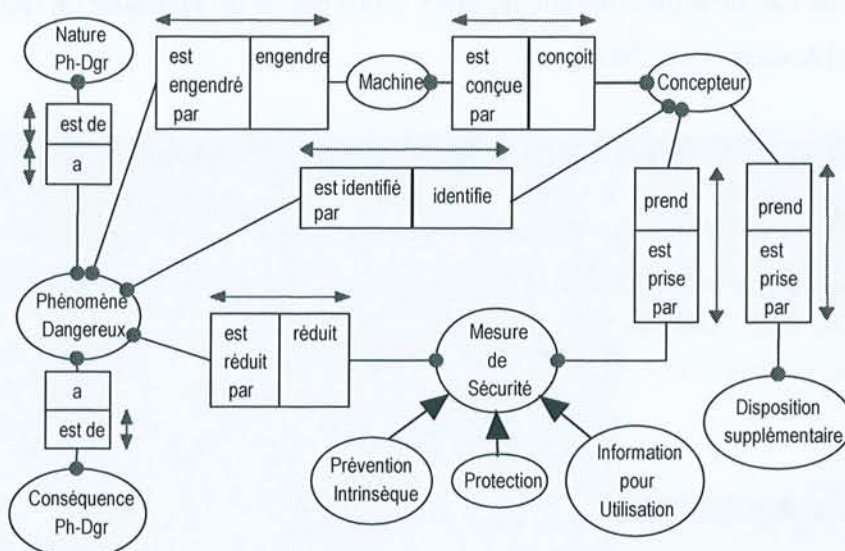 Nature
Ph-Dgr
est de
a
est
engendré
par
engendre
Machine
est
conçue
par
conçoit
Concepteur
est identifié
par
identifie
prend
est
prise
par
prend
est
prise
par
Phénomène
Dangereux
est
réduit
par
réduit
Mesure
de
Sécurité
a
est de
Conséquence
Ph-Dgr
Prévention
Intrinsèque
Protection
Information
pour
Utilisation
Disposition
supplémentaire